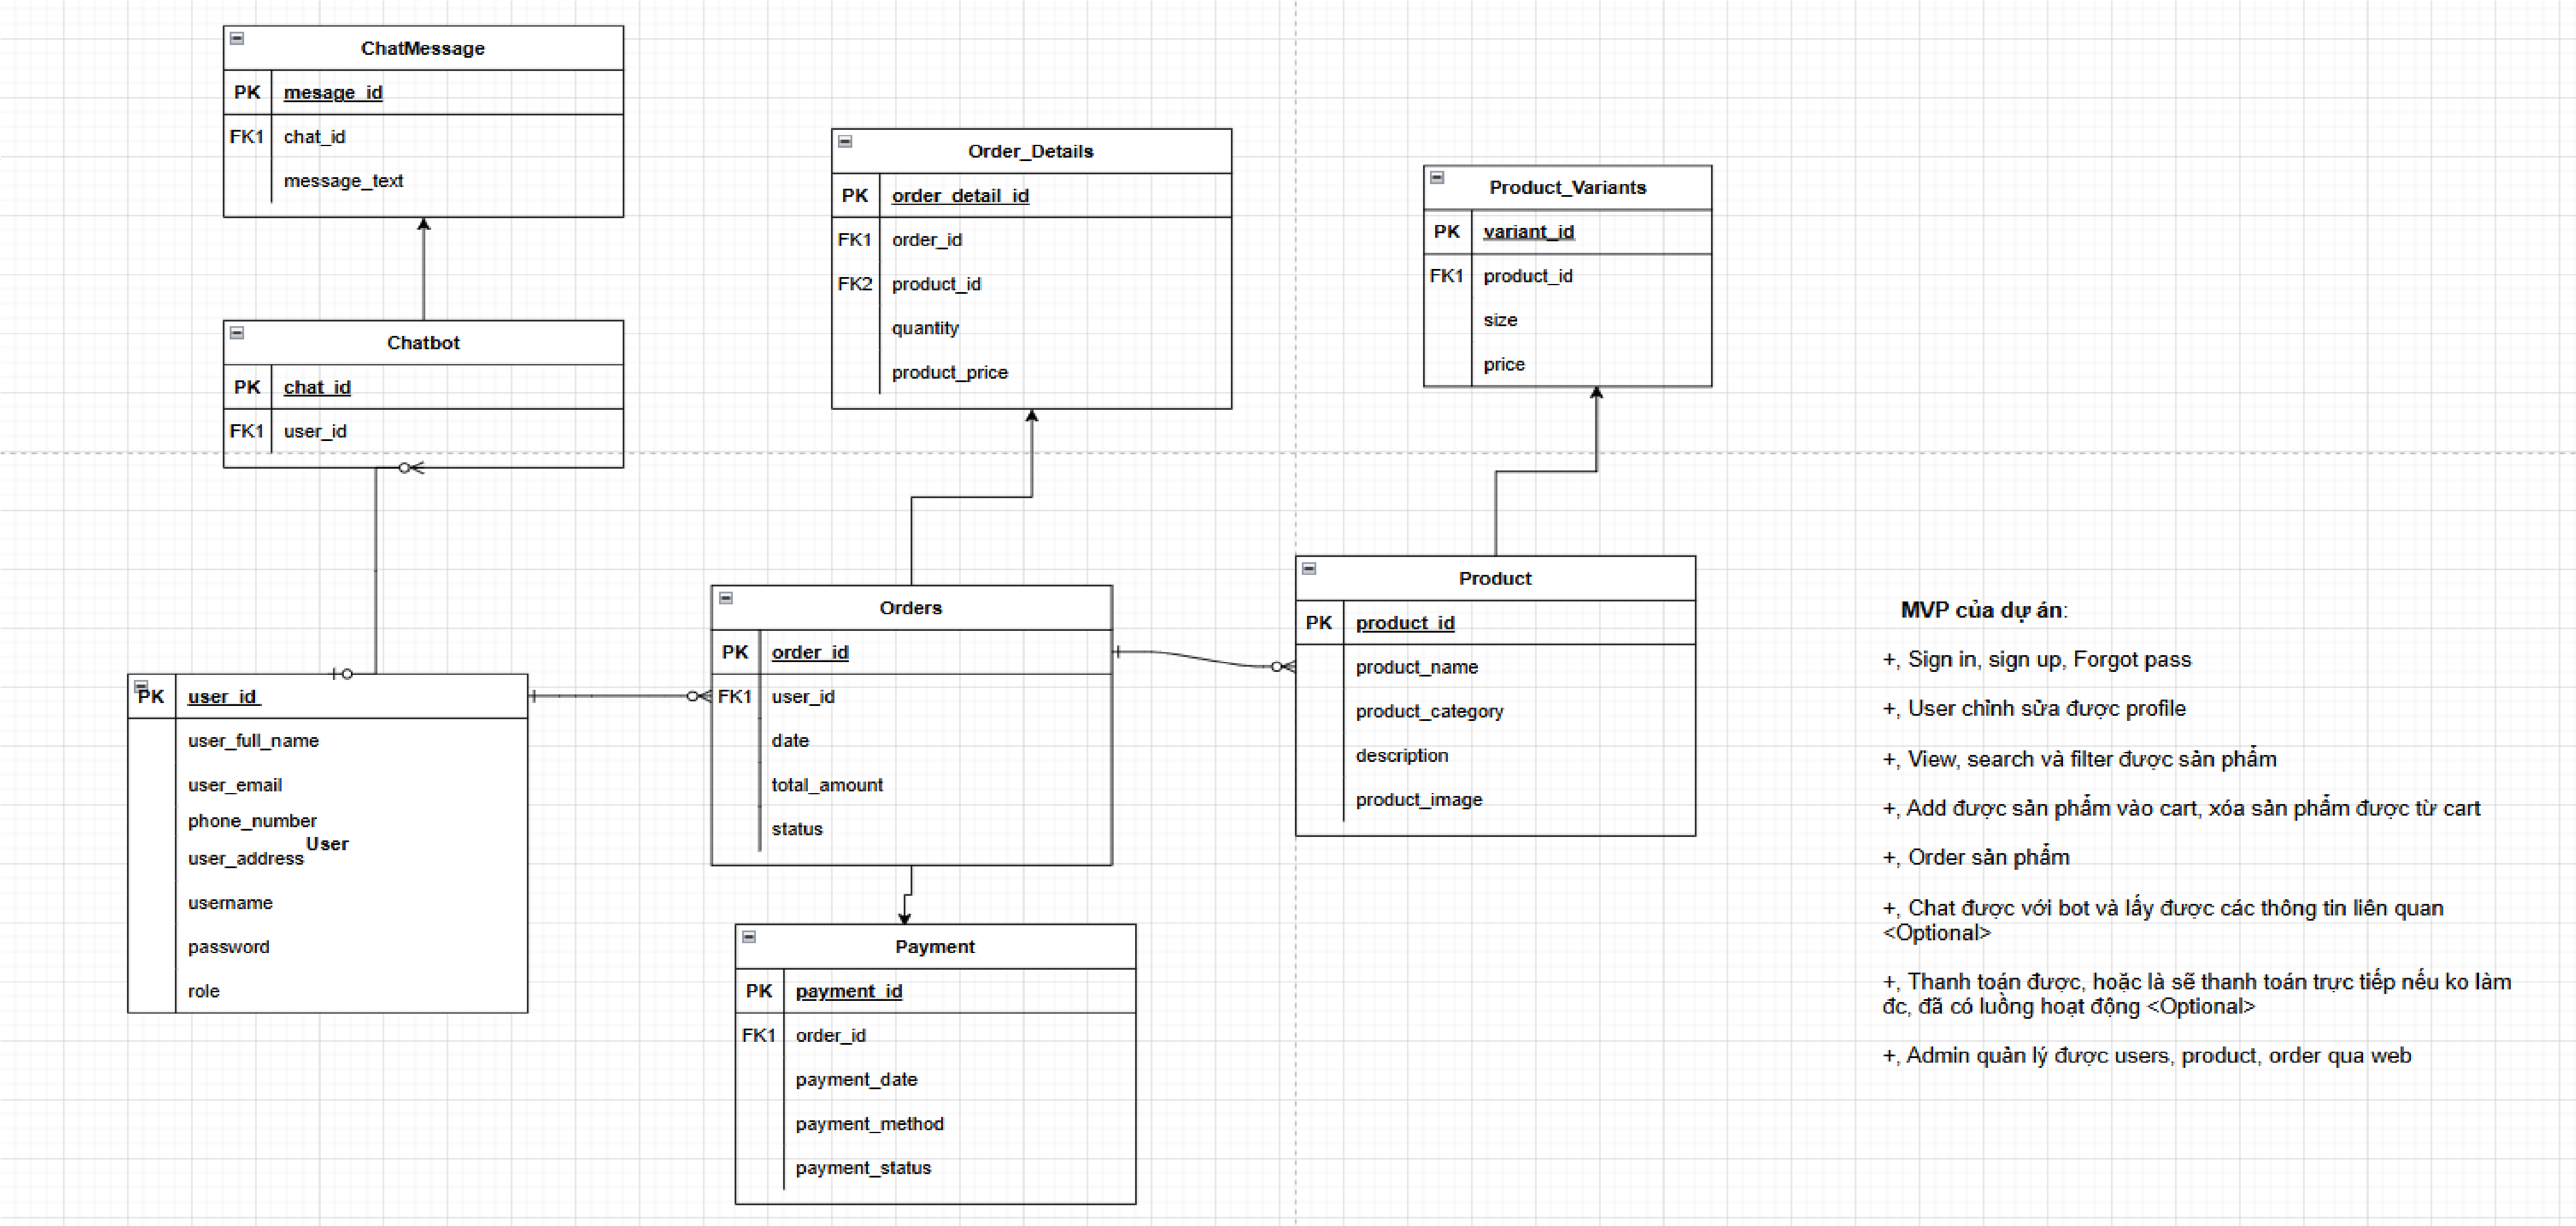 ChatMessage
PK mesage_id
FK1 chat_id
message_text
Chatbot
PK chat_id
FK1 user_id
PK user_id
user_full_name
user_email
phone_number
User
user_address
username
password
role
Order_Details
PK order_detail_id
FK1 order_id
FK2 product_id
quantity
product_price
Orders
PK order_id
FK1 user_id
date
total_amount
status
Payment
PK payment_id
FK1 order_id
payment_date
payment_method
payment_status
Product_Variants
PK variant_id
FK1 product_id
size
price
Product
PK product_id
product_name
product_category
description
product_image
MVP của dự án:
+, Sign in, sign up, Forgot pass
+, User chỉnh sửa được profile
+, View, search và filter được sản phẩm
+, Add được sản phẩm vào cart, xóa sản phẩm được từ cart
+, Order sản phẩm
+, Chat được với bot và lấy được các thông tin liên quan
<Optional>
+, Thanh toán được, hoặc là sẽ thanh toán trực tiếp nếu ko làm
đc, đã có luồng hoạt động <Optional>
+, Admin quản lý được users, product, order qua web